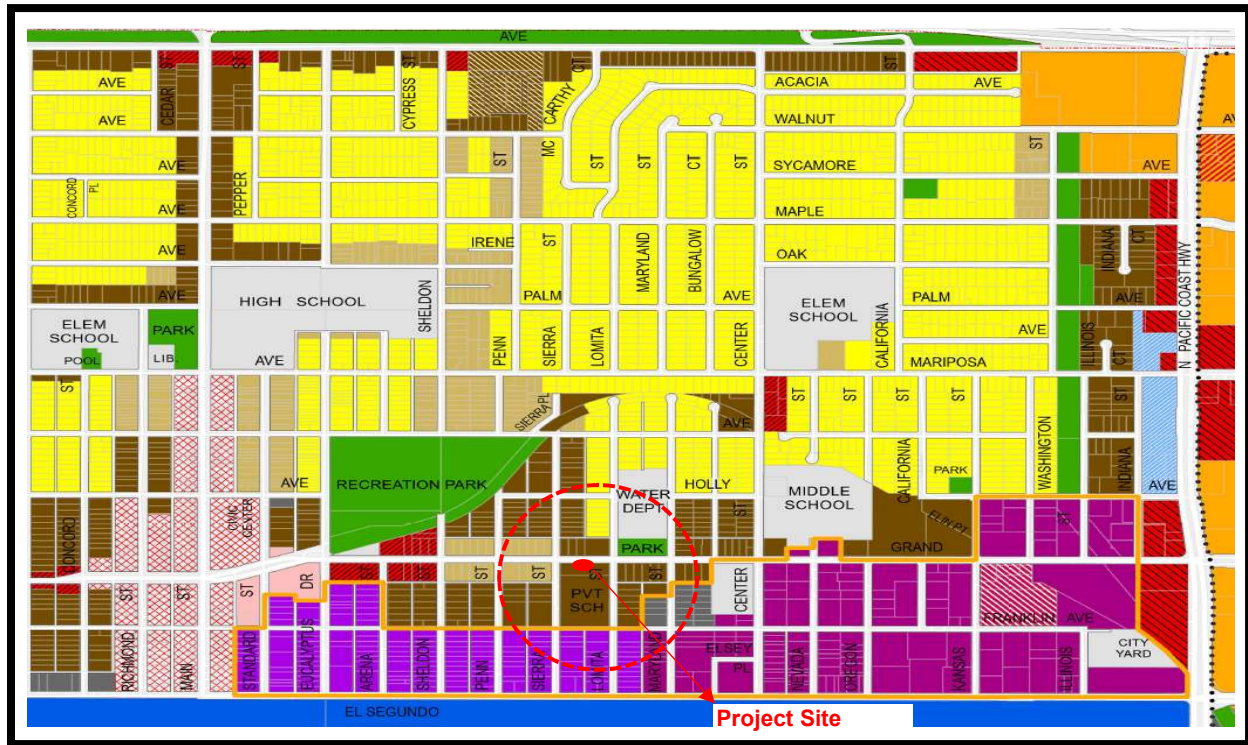 AVE
AVE
CEDAR
ST
ST
CYPRESS
ST
CARTHY
CT
ST
ACACIA
AVE
AVE
WALNUT
MC
ST
ST
ST
CT
ST
ST
AVE
SYCAMORE
AVE
CONCORD
PL
PEPPER
AVE
MAPLE
AVE
IRENE
ST
MARYLAND
BUNGALOW
OAK
INDIANA
CT
N PACIFIC COAST HWY
AVE
HIGH SCHOOL
SHELDON
PALM
AVE
ELEM
SCHOOL
PALM
AVE
ELEM
SCHOOL
PARK
POOL
LIB.
AVE
PENN
SIERRA
LOMITA
CENTER
CALIFORNIA
AVE
MARIPOSA
ILLINOIS
CT
ST
SIERRA
PL
AVE
ST
ST
ST
ST
ST
AVE
RECREATION PARK
WATER
DEPT
HOLLY
MIDDLE
SCHOOL
CALIFORNIA
PARK
WASHINGTON
INDIANA
AVE
CONCORD
CIVIC
CENTER
PARK
ST
GRAND
ST
ST
DR
ST
ST
ST
ST
ST
ST
PVT
SCH
ST
CENTER
FRANKLIN AVE
RICHMOND
ST
MAIN
ST
STANDARD
EUCALYPTUS
ARENA
SHELDON
PENN
SIERRA
LOMITA
MARYLAND
ELSEY
PL
NEVADA
OREGON
KANSAS
ILLINOIS
CITY
YARD
EL SEGUNDO
Project Site